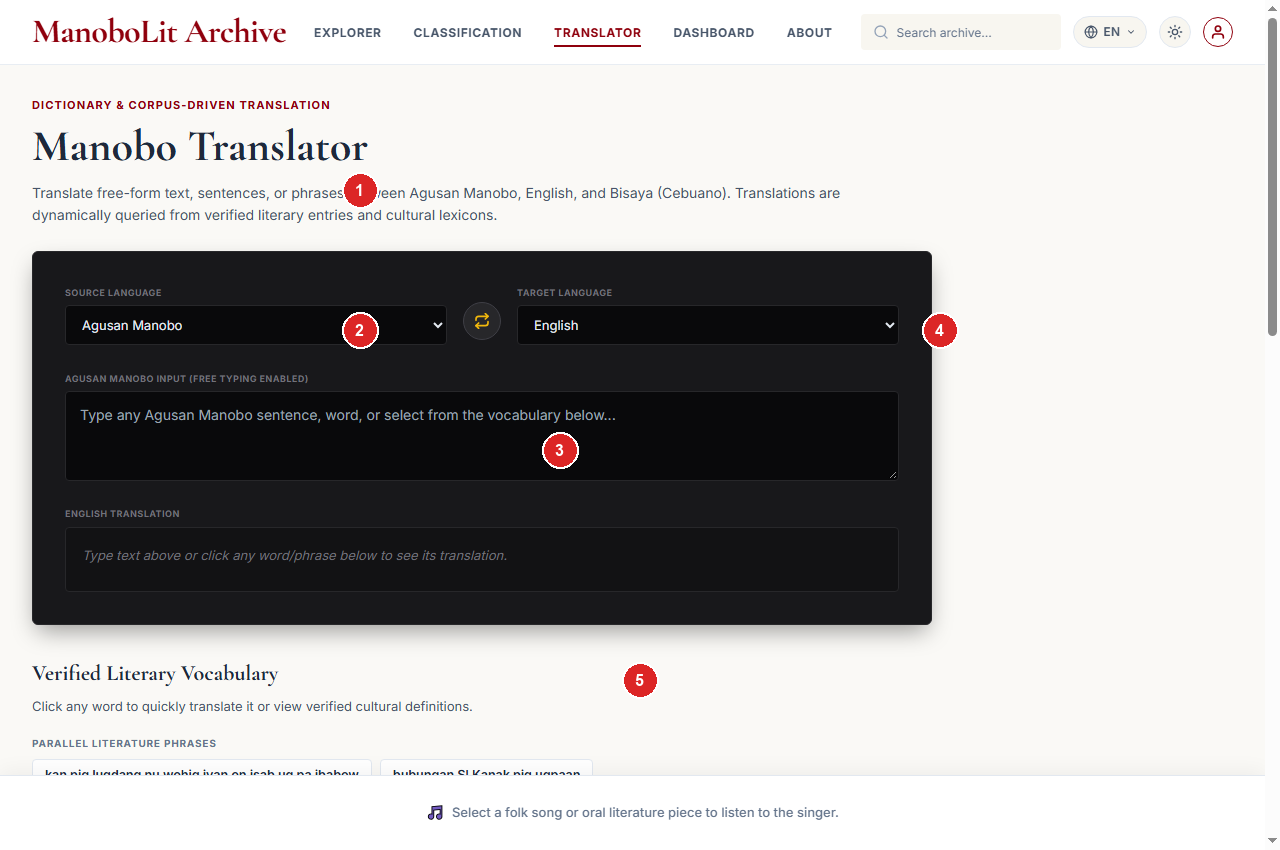 ManoboLit Archive EXPLORER CLASSIFICATION TRANSLATOR DASHBOARD ABOUT Search archive... EN
DICTIONARY & CORPUS-DRIVEN TRANSLATION
Manobo Translator
Translate free-form text, sentences, or phrases 1 een Agusan Manobo, English, and Bisaya (Cebuano). Translations are
dynamically queried from verified literary entries and cultural lexicons.
SOURCE LANGUAGE TARGET LANGUAGE
Agusan Manobo 2 English 4
AGUSAN MANOBO INPUT (FREE TYPING ENABLED)
Type any Agusan Manobo sentence, word, or select from the vocabulary below...
3
ENGLISH TRANSLATION
Type text above or click any word/phrase below to see its translation.
Verified Literary Vocabulary 5
Click any word to quickly translate it or view verified cultural definitions.
PARALLEL LITERATURE PHRASES
Select a folk song or oral literature piece to listen to the singer.